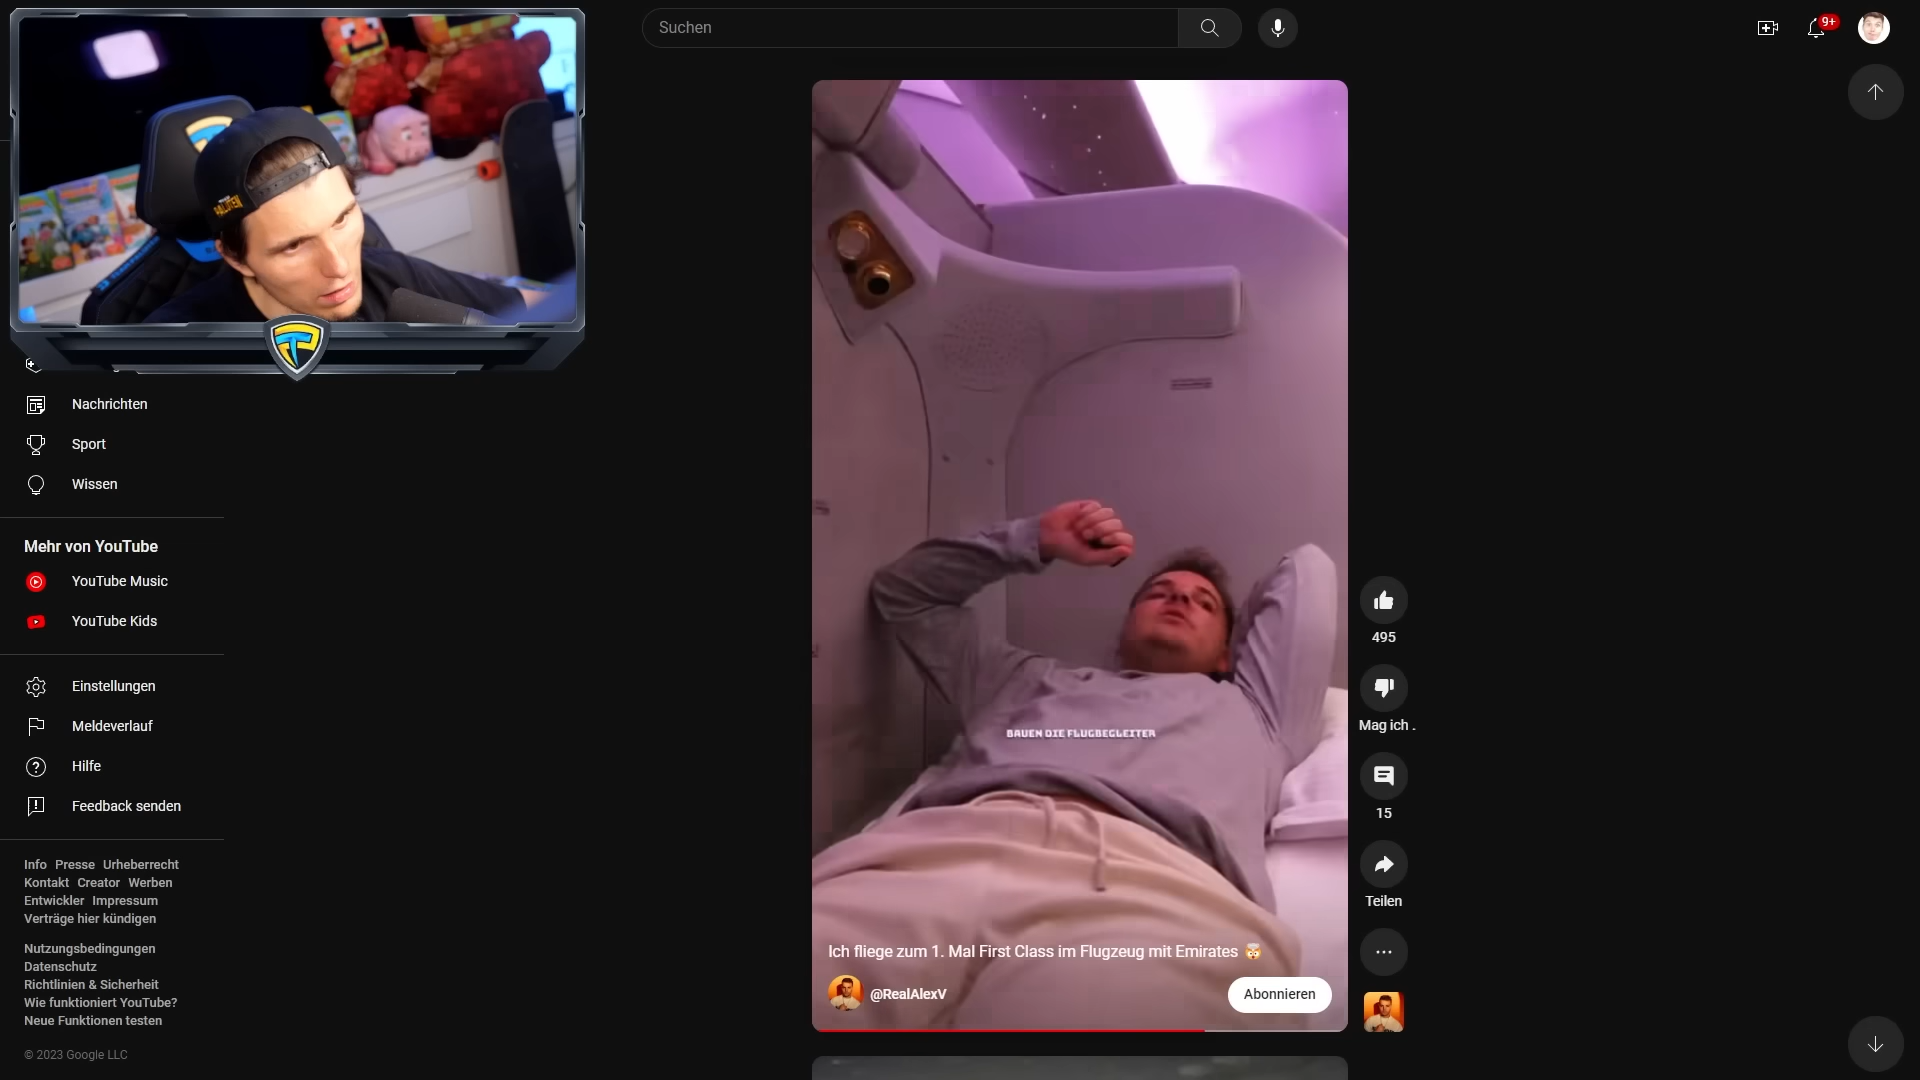 Suchen
9+
Nachrichten
Sport
Wissen
Mehr von YouTube
YouTube Music
YouTube Kids
Einstellungen
Meldeverlauf
Hilfe
Feedback senden
Info Presse Urheberrecht
Kontakt Creator Werben
Entwickler Impressum
Verträge hier kündigen
Nutzungsbedingungen
Datenschutz
Richtlinien & Sicherheit
Wie funktioniert YouTube?
Neue Funktionen testen
© 2023 Google LLC
BAUEN DIE FLUGBEGLEITER
Ich fliege zum 1. Mal First Class im Flugzeug mit Emirates 🤯
@RealAlexV
Abonnieren
495
Mag ich .
15
Teilen